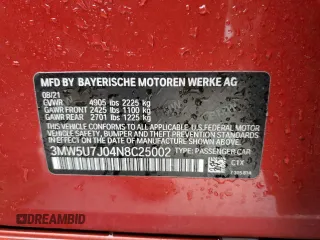 MFD BY BAYERISCHE MOTOREN WERKE AG
08/21
GVWR 4905 lbs 2225 kg
GAWR FRONT 2425 lbs 1100 kg
GAWR REAR 2701 lbs 1225 kg
THIS VEHICLE CONFORMS TO ALL APPLICABLE
FEDERAL MOTOR VEHICLE SAFETY, BUMPER, AND
THEFT PREVENTION STANDARDS IN EFFECT ON THE
DATE OF MANUFACTURE SHOWN ABOVE.
3MW5U7J04N8C25002 TYPE: PASSENGER CAR
C1X
DREAMBID